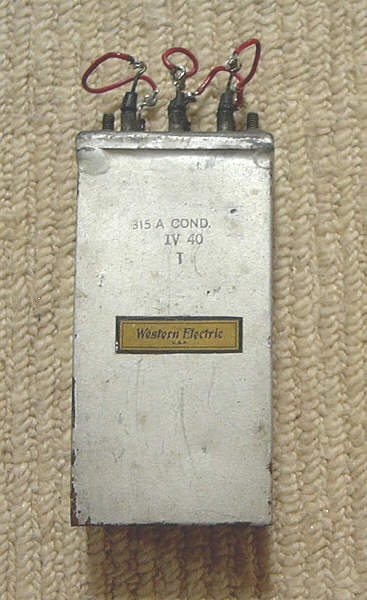 315 A COND.
IV 40
T
Western Electric
U.S.A.